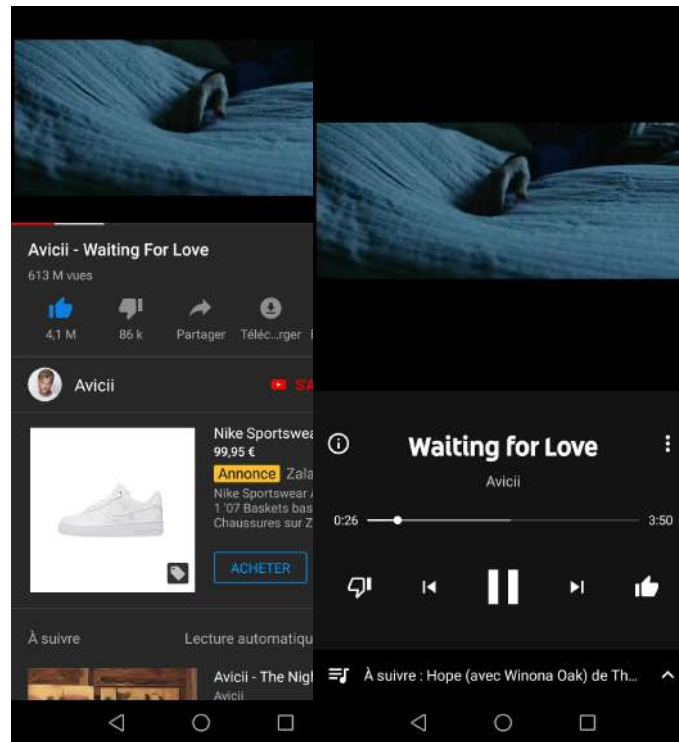 Avicii - Waiting For Love
613 M vues
4,1 M
86 k
Partager
Téléc...rger
Avicii
S'A
Nike Sportswea
99,95 €
Annonce Zala
Nike Sportswear A
1 '07 Baskets bas
Chaussures sur Z
ACHETER
À suivre
Lecture automatiqu
Avicii - The Nigh
Avicii
Waiting for Love
Avicii
0:26
3:50
À suivre : Hope (avec Winona Oak) de Th...